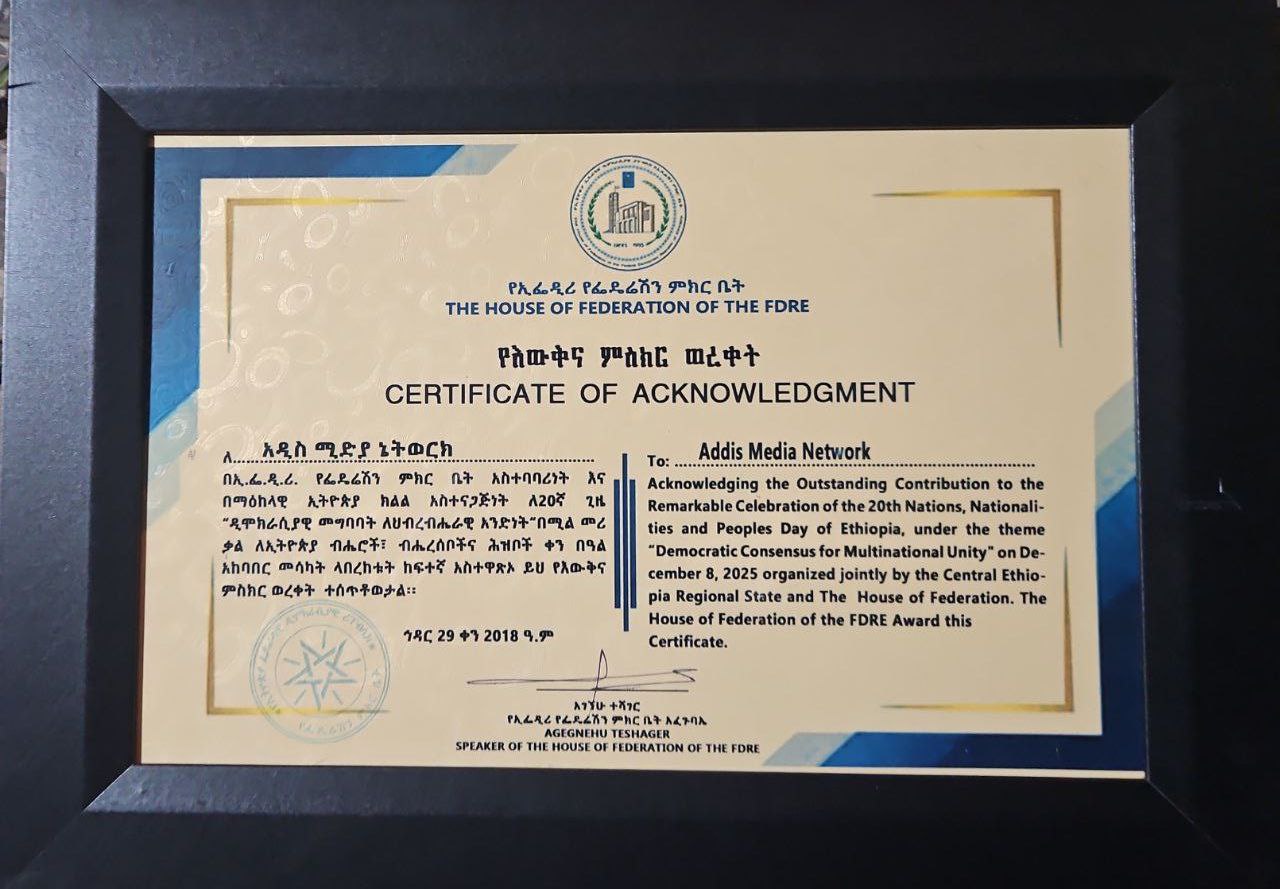 የኢፌዲሪ የፌዴሬሽን ምክር ቤት
THE HOUSE OF FEDERATION OF THE FDRE
የእውቅና ምስክር ወረቀት
CERTIFICATE OF ACKNOWLEDGMENT
ለ አዲስ ሚድያ ኔትወርክ
በኢ.ፌ.ዲ.ሪ. የፌዴሬሽን ምክር ቤት አስተባባሪነት እና
በማዕከላዊ ኢትዮጵያ ክልል አስተናጋጅነት ለ20ኛ ጊዜ
“ዲሞክራሲያዊ መግባባት ለህብረብሔራዊ አንድነት“በሚል መሪ
ቃል ለኢትዮጵያ ብሔሮች፣ ብሔረሰቦችና ሕዝቦች ቀን በዓል
አከባበር መሳካት ላበረከቱት ከፍተኛ አስተዋጽኦ ይህ የእውቅና
ምስክር ወረቀት ተሰጥቶወታል።
ኅዳር 29 ቀን 2018 ዓ.ም
To: Addis Media Network
Acknowledging the Outstanding Contribution to the
Remarkable Celebration of the 20th Nations, Nationali-
ties and Peoples Day of Ethiopia, under the theme
“Democratic Consensus for Multinational Unity" on De-
cember 8, 2025 organized jointly by the Central Ethio-
pia Regional State and The House of Federation. The
House of Federation of the FDRE Award this
Certificate.
አገኘሁ ተሻገር
የኢፌዲሪ የፌዴሬሽን ምክር ቤት አፈጉባኤ
AGEGNEHU TESHAGER
SPEAKER OF THE HOUSE OF FEDERATION OF THE FDRE